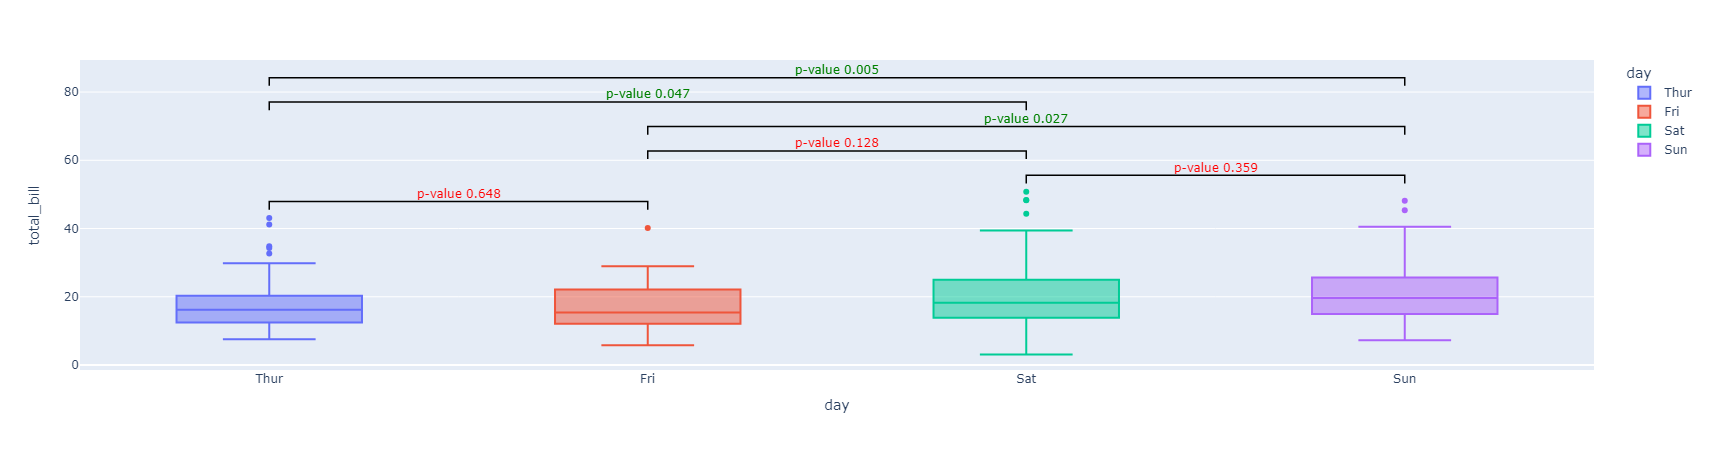 p-value 0.005
p-value 0.047
p-value 0.027
p-value 0.128
p-value 0.359
p-value 0.648
total_bill
80
60
40
20
0
Thur
Fri
Sat
Sun
day
day
Thur
Fri
Sat
Sun